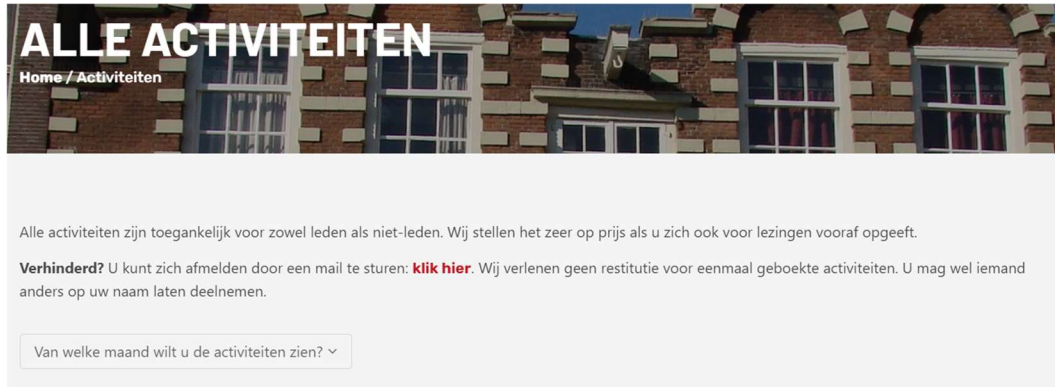 ALLE ACTIVITEITEN
Home / Activiteiten
Alle activiteiten zijn toegankelijk voor zowel leden als niet-leden. Wij stellen het zeer op prijs als u zich ook voor lezingen vooraf opgeeft.
Verhinderd? U kunt zich afmelden door een mail te sturen: klik hier. Wij verlenen geen restitutie voor eenmaal geboekte activiteiten. U mag wel iemand
anders op uw naam laten deelnemen.
Van welke maand wilt u de activiteiten zien?